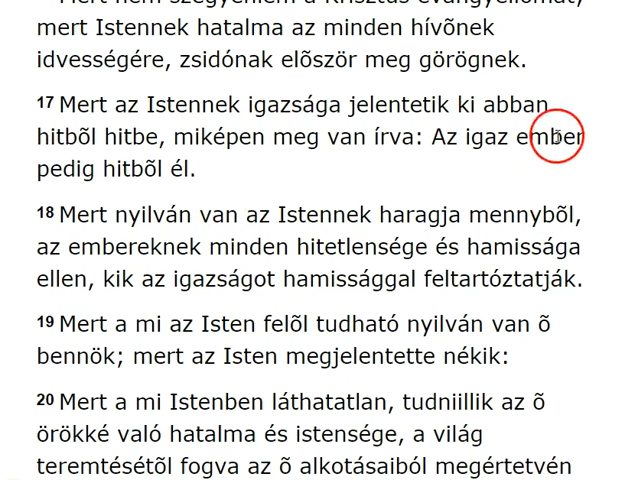 mert Istennek hatalma az minden hívõnek
idvességére, zsidónak elõször meg görögnek.
17 Mert az Istennek igazsága jelentetik ki abban
hitbõl hitbe, miképen meg van írva: Az igaz ember
pedig hitbõl él.
18 Mert nyilván van az Istennek haragja mennybõl,
az embereknek minden hitetlensége és hamissága
ellen, kik az igazságot hamissággal feltartóztatják.
19 Mert a mi az Isten felõl tudható nyilván van õ
bennök; mert az Isten megjelentette nékik:
20 Mert a mi Istenben láthatatlan, tudniillik az õ
örökké való hatalma és istensége, a világ
teremtésétõl fogva az õ alkotásaiból megértetvén